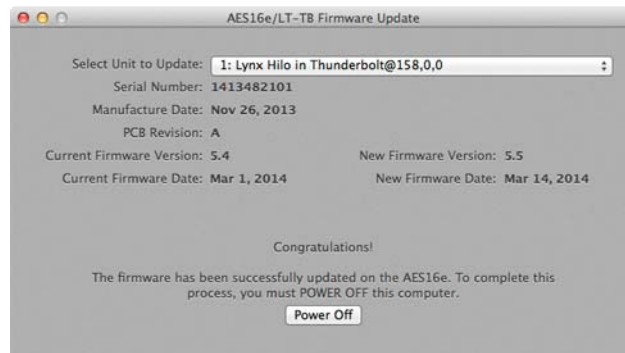 AES16e/LT-TB Firmware Update
Select Unit to Update: 1: Lynx Hilo in Thunderbolt@158,0,0
Serial Number: 1413482101
Manufacture Date: Nov 26, 2013
PCB Revision: A
Current Firmware Version: 5.4 New Firmware Version: 5.5
Current Firmware Date: Mar 1, 2014 New Firmware Date: Mar 14, 2014
Congratulations!
The firmware has been successfully updated on the AES16e. To complete this
process, you must POWER OFF this computer.
Power Off